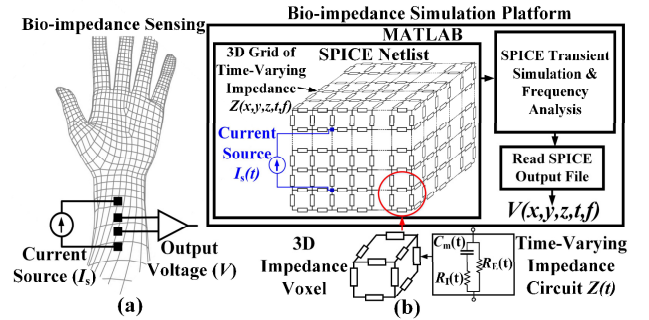 Bio-impedance Sensing
Current
Source (Is)
Output
Voltage (V)
(a)
Bio-impedance Simulation Platform
MATLAB
SPICE Netlist
3D Grid of
Time-Varying
Impedance
Z(x,y,z,t,f)
Current
Source
Is(t)
SPICE Transient
Simulation &
Frequency
Analysis
Read SPICE
Output File
V(x,y,z,t,f)
3D
Impedance
Voxel
(b)
Cm(t)
RE(t)
RI(t)
Time-Varying
Impedance
Circuit Z(t)